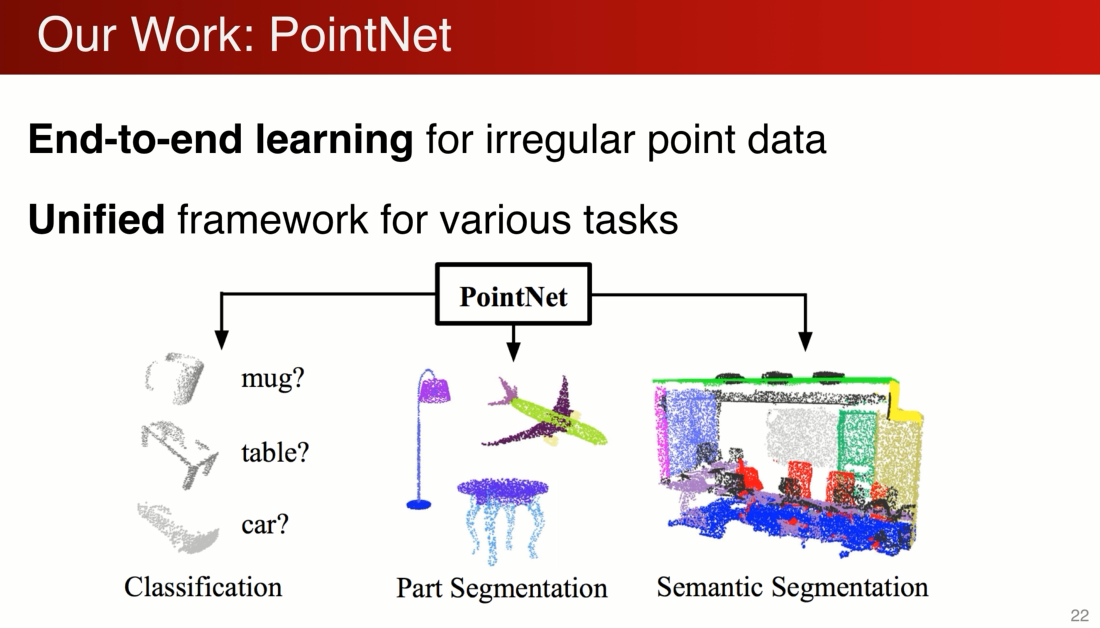 Our Work: PointNet
End-to-end learning for irregular point data
Unified framework for various tasks
PointNet
mug?
table?
car?
Classification
Part Segmentation
Semantic Segmentation
22